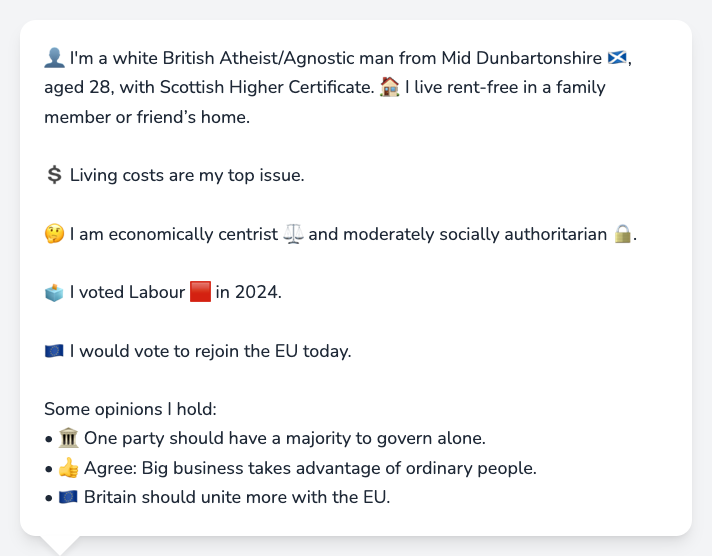 👤 I'm a white British Atheist/Agnostic man from Mid Dunbartonshire 🏴󠁧󠁢󠁳󠁣󠁴󠁿,
aged 28, with Scottish Higher Certificate. 🏠 I live rent-free in a family
member or friend’s home.
💲 Living costs are my top issue.
🤔 I am economically centrist ⚖️ and moderately socially authoritarian 🔒.
🗳️ I voted Labour 🟥 in 2024.
🇪🇺 I would vote to rejoin the EU today.
Some opinions I hold:
• 🏛️ One party should have a majority to govern alone.
• 👍 Agree: Big business takes advantage of ordinary people.
• 🇪🇺 Britain should unite more with the EU.